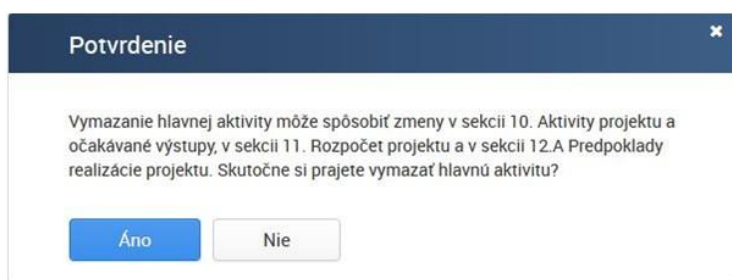 Potvrdenie
Vymazanie hlavnej aktivity môže spôsobiť zmeny v sekcii 10. Aktivity projektu a
očakávané výstupy, v sekcii 11. Rozpočet projektu a v sekcii 12.A Predpoklady
realizácie projektu. Skutočne si prajete vymazať hlavnú aktivitu?
Áno
Nie